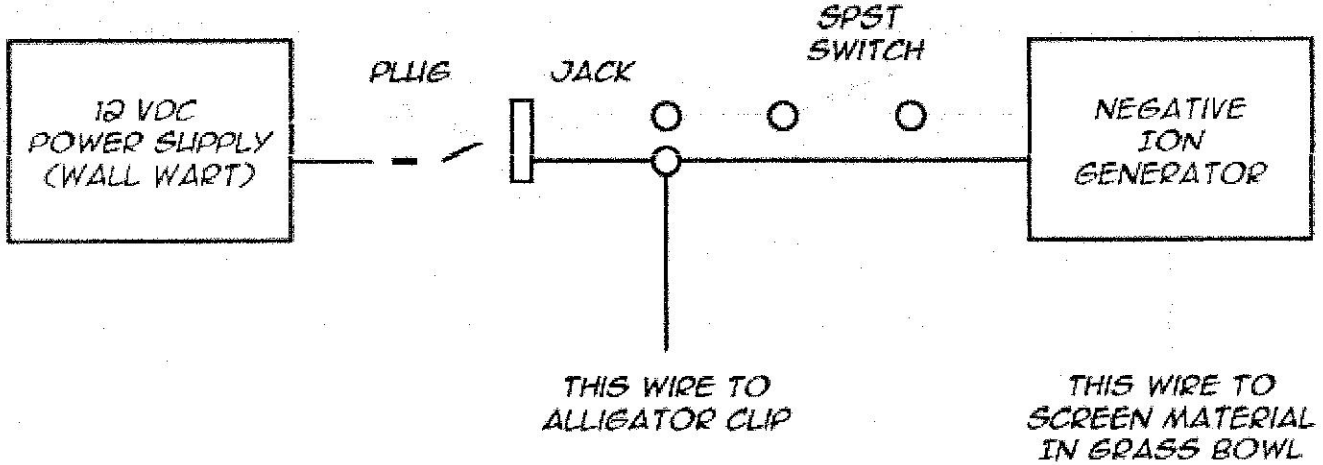 SPST
SWITCH
PLUG
JACK
12 VDC
POWER SUPPLY
(WALL WART)
NEGATIVE
ION
GENERATOR
THIS WIRE TO
ALLIGATOR CLIP
THIS WIRE TO
SCREEN MATERIAL
IN GRASS BOWL